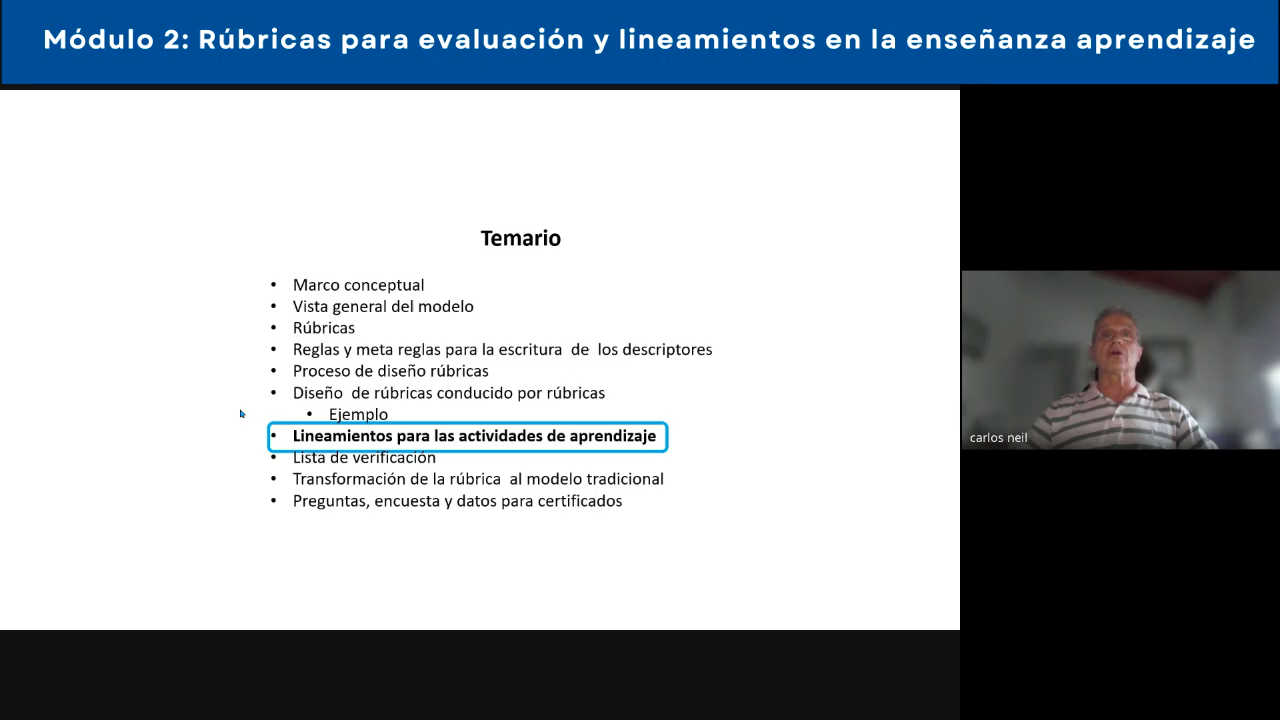 Módulo 2: Rúbricas para evaluación y lineamientos en la enseñanza aprendizaje
Temario
• Marco conceptual
• Vista general del modelo
• Rúbricas
• Reglas y meta reglas para la escritura de los descriptores
• Proceso de diseño rúbricas
• Diseño de rúbricas conducido por rúbricas
• Ejemplo
• Lineamientos para las actividades de aprendizaje
• Lista de verificación
• Transformación de la rúbrica al modelo tradicional
• Preguntas, encuesta y datos para certificados
carlos neil